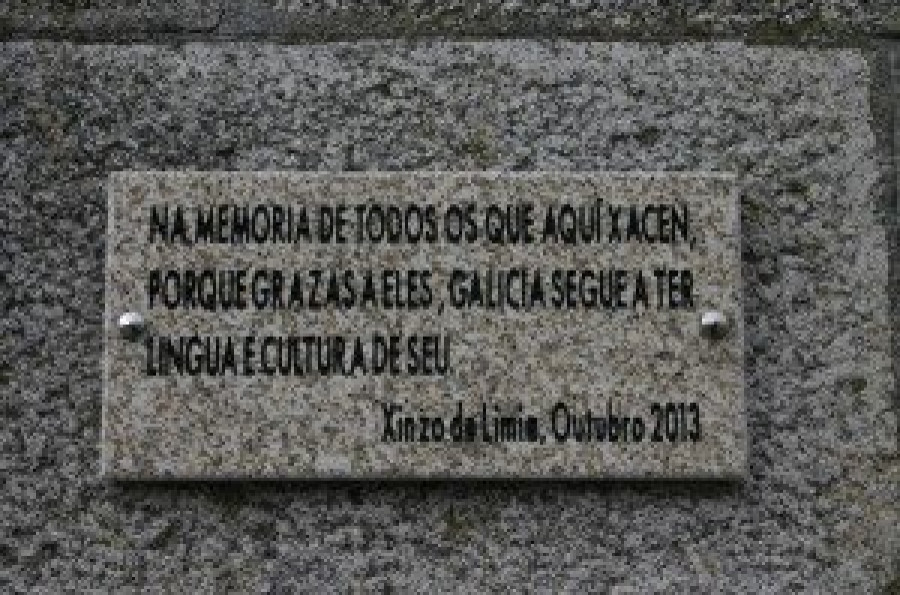 NA MEMORIA DE TODOS OS QUE AQUÍ XACEN,
PORQUE GRAZAS A ELES, GALICIA SEGUE A TER
LINGUA E CULTURA DE SEU
Xinzo de Limia, Outubro 2013